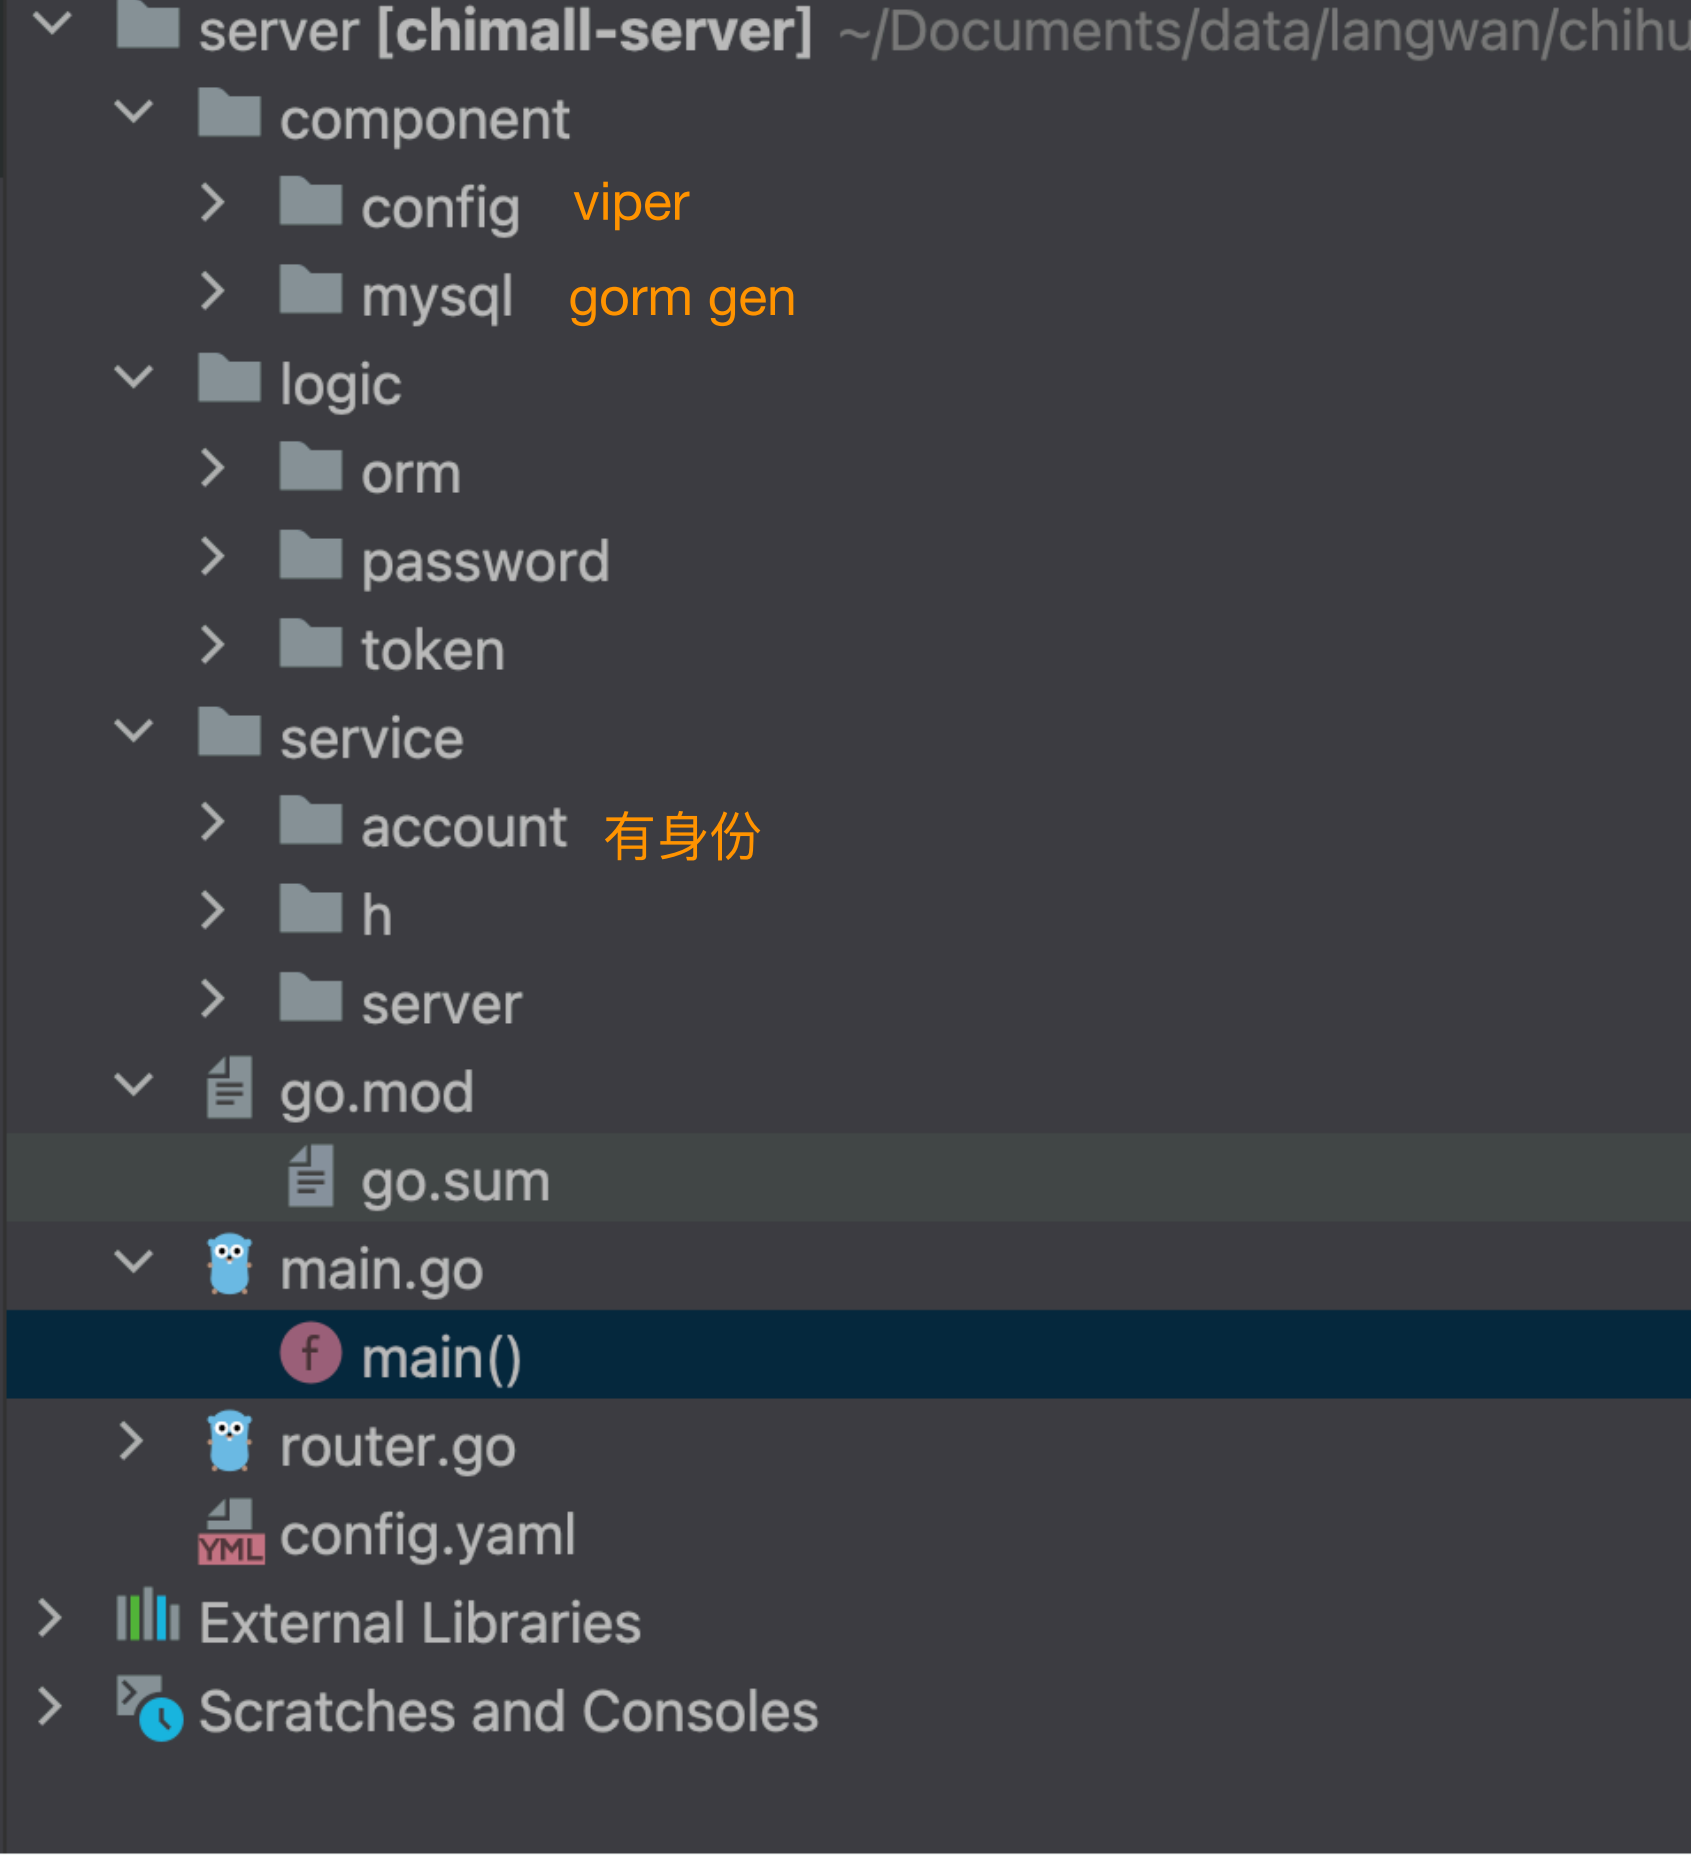 server [chimall-server] ~/Documents/data/langwan/chihu
component
config viper
mysql gorm gen
logic
orm
password
token
service
account 有身份
h
server
go.mod
go.sum
main.go
f main()
router.go
YML config.yaml
External Libraries
Scratches and Consoles